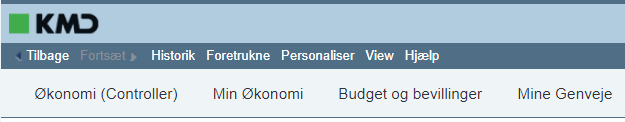 KMD
Tilbage Fortsæt Historik Foretrukne Personaliser View Hjælp
Økonomi (Controller) Min Økonomi Budget og bevillinger Mine Genveje